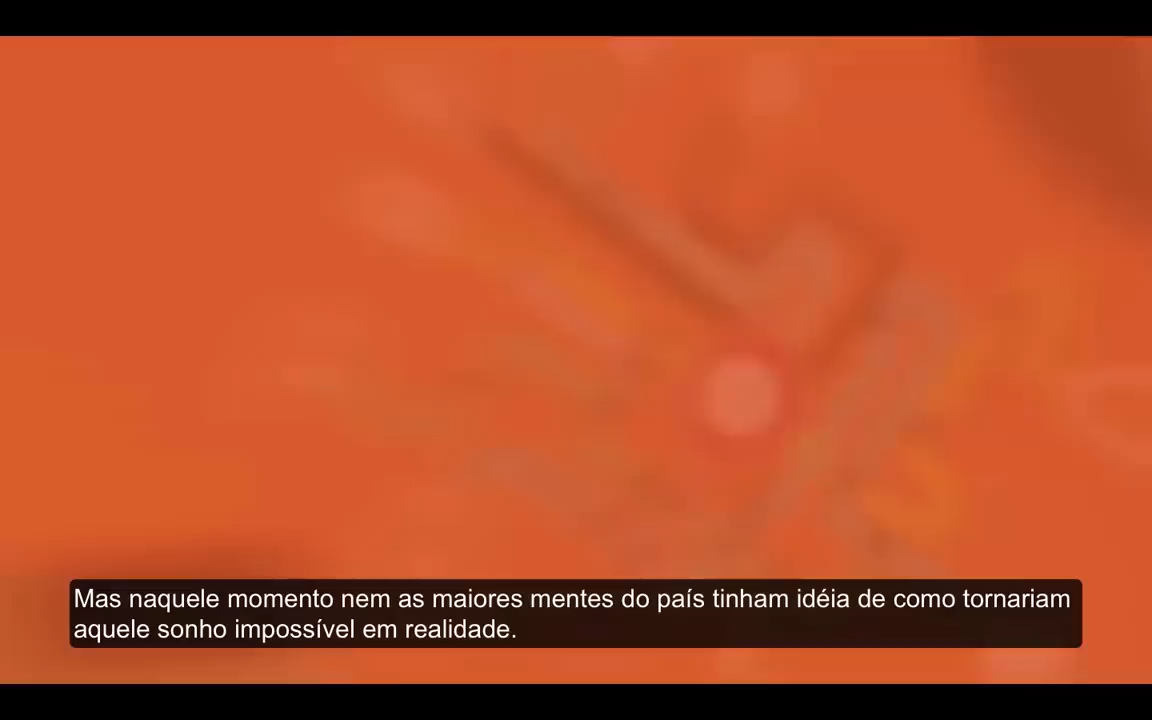 Mas naquele momento nem as maiores mentes do país tinham idéia de como tornariam
aquele sonho impossível em realidade.